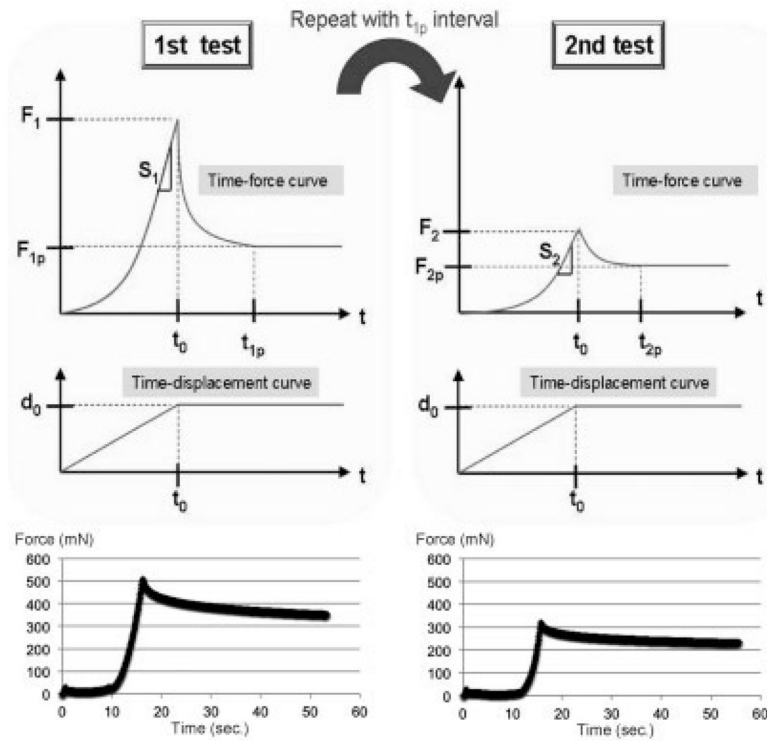 Repeat with t1p interval
1st test
2nd test
F1
S1
Time-force curve
F1p
t
t0
t1p
Time-displacement curve
d0
t
t0
Time-force curve
F2
S2
F2p
t
t0
t2p
Time-displacement curve
d0
t
t0
Force (mN)
600
500
400
300
200
100
0
0 10 20 30 40 50 60
Time (sec.)
Force (mN)
600
500
400
300
200
100
0
0 10 20 30 40 50 60
Time (sec.)